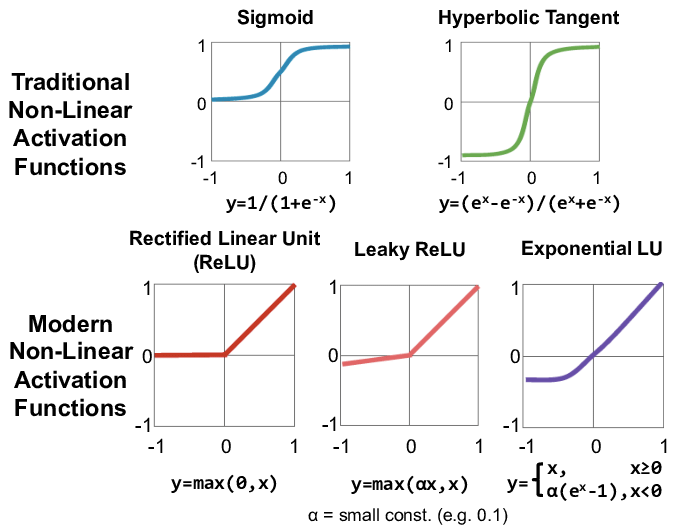 Sigmoid
Hyperbolic Tangent
Traditional
Non-Linear
Activation
Functions
1
0
-1
-1 0 1
y=1/(1+e⁻ˣ)
1
0
-1
-1 0 1
y=(eˣ-e⁻ˣ)/(eˣ+e⁻ˣ)
Rectified Linear Unit
(ReLU)
Leaky ReLU
Exponential LU
Modern
Non-Linear
Activation
Functions
1
0
-1
-1 0 1
y=max(0,x)
1
0
-1
-1 0 1
y=max(αx,x)
1
0
-1
-1 0 1
y={x, x≥0
α(eˣ-1),x<0
α = small const. (e.g. 0.1)